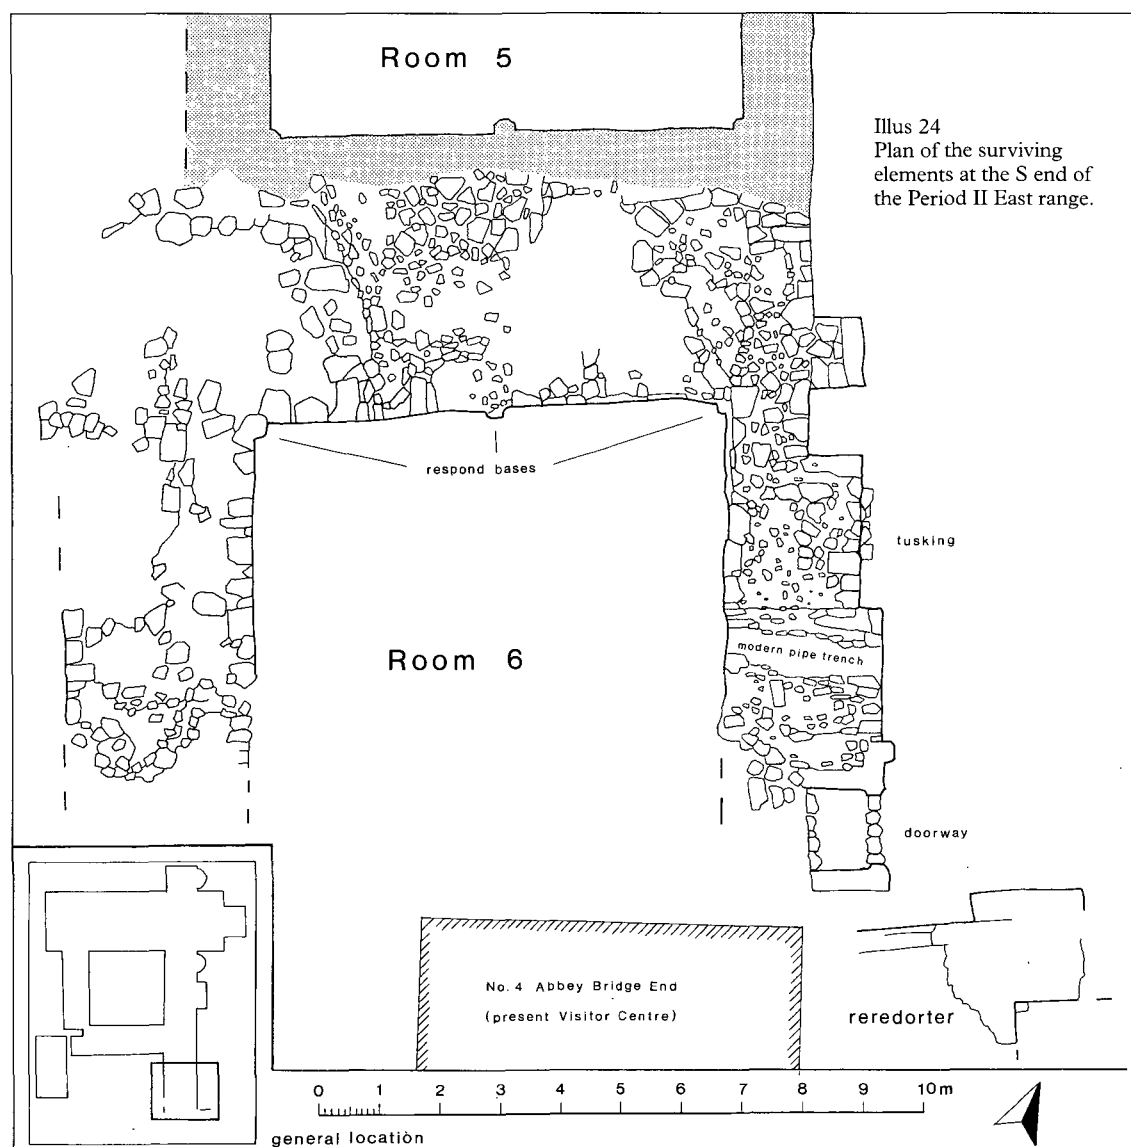 Room 5
Illus 24
Plan of the surviving
elements at the S end of
the Period II East range.
respond bases
tusking
Room 6
modern pipe trench
doorway
No. 4 Abbey Bridge End
(present Visitor Centre)
reredorter
0 1 2 3 4 5 6 7 8 9 10m
general location